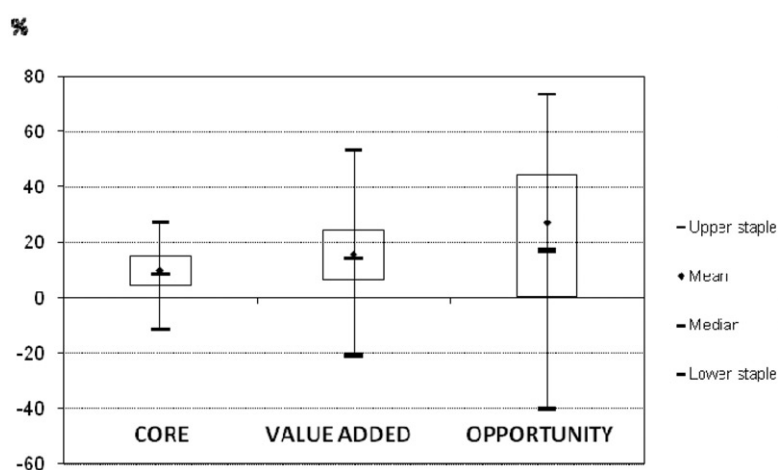 %
80
60
40
20
0
-20
-40
-60
CORE VALUE ADDED OPPORTUNITY
Upper staple
Mean
Median
Lower staple